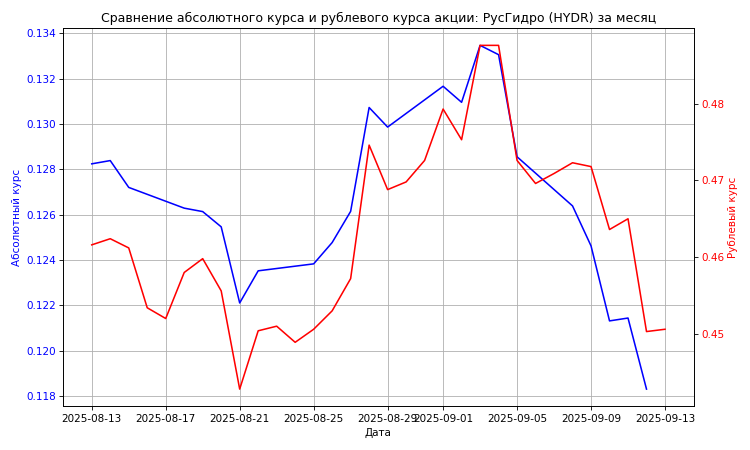 Сравнение абсолютного курса и рублевого курса акции: РусГидро (HYDR) за месяц
0.134
0.132
0.130
0.128
0.126
0.124
0.122
0.120
0.118
Абсолютный курс
0.48
0.47
0.46
0.45
Рублевый курс
2025-08-13 2025-08-17 2025-08-21 2025-08-25 2025-08-29 2025-09-01 2025-09-05 2025-09-09 2025-09-13
Дата